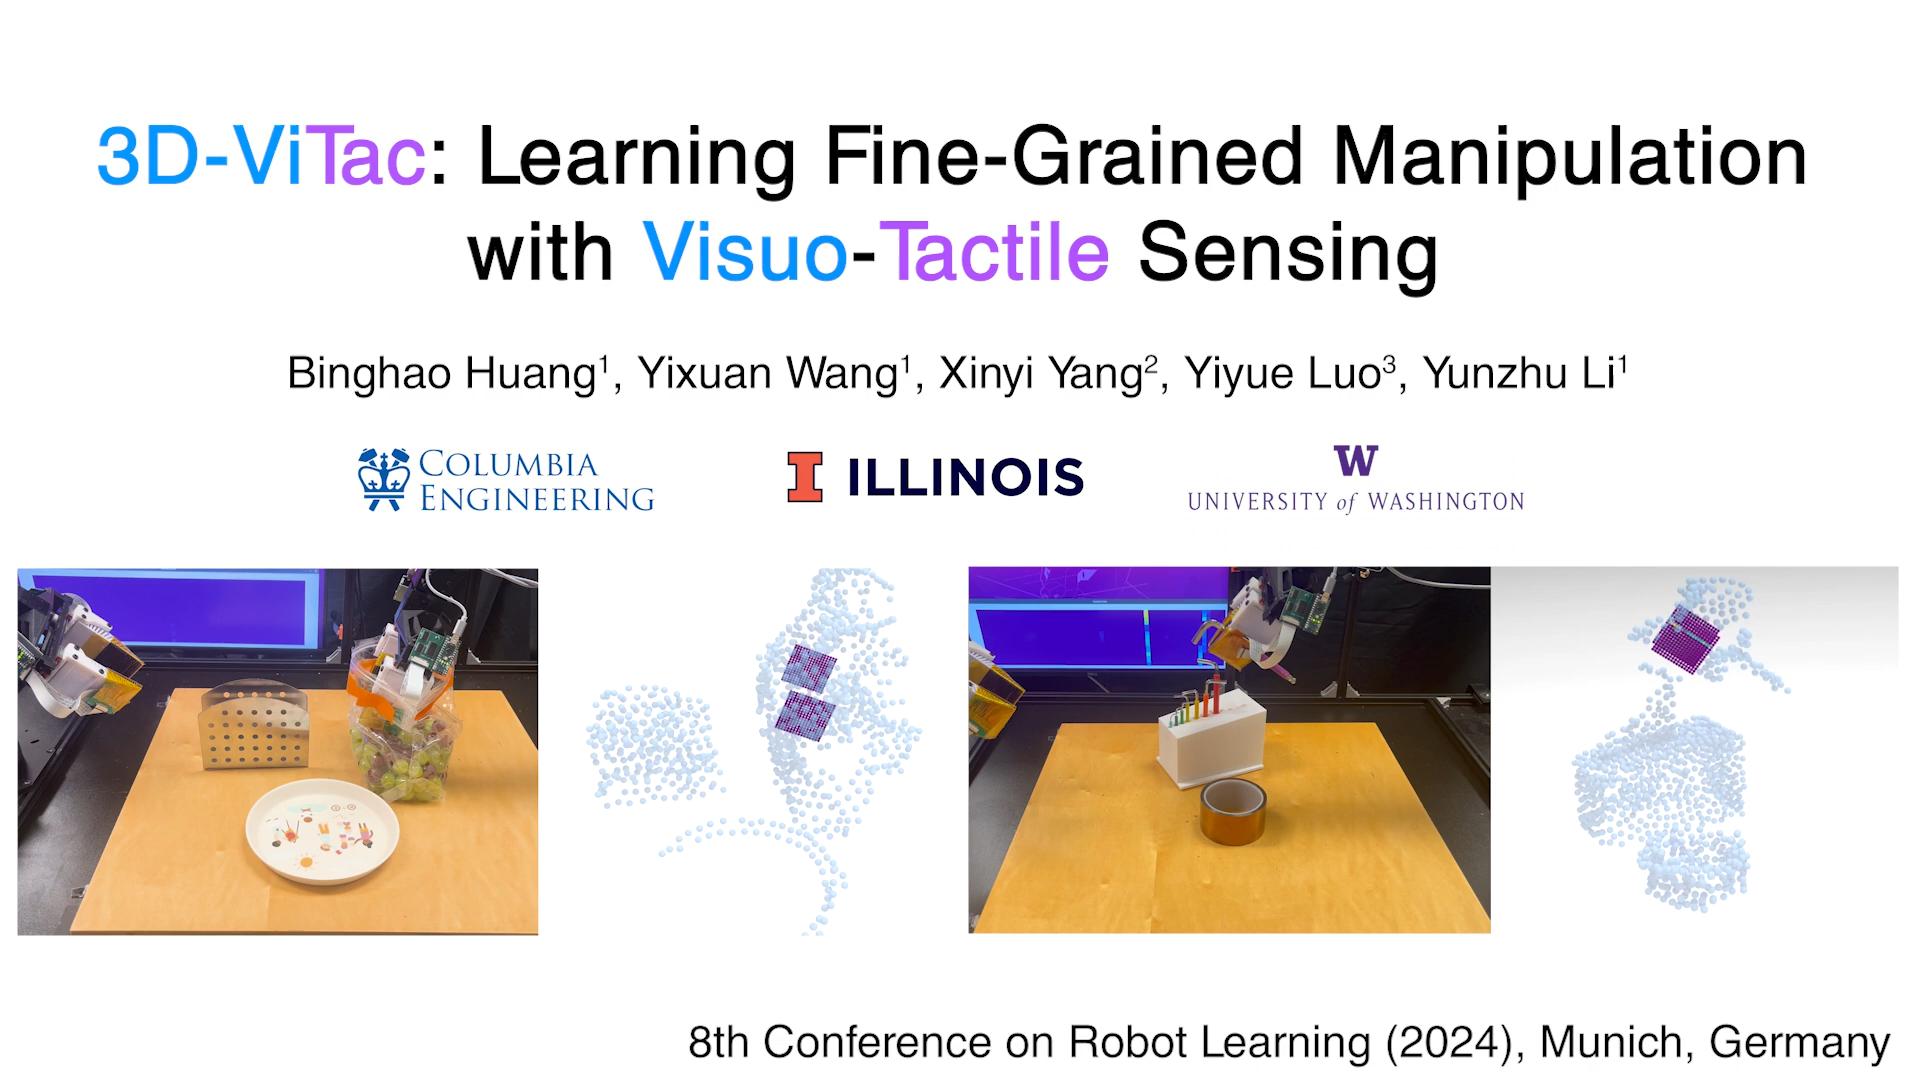 3D-ViTac: Learning Fine-Grained Manipulation
with Visuo-Tactile Sensing
Binghao Huang¹, Yixuan Wang¹, Xinyi Yang², Yiyue Luo³, Yunzhu Li¹
COLUMBIA
ENGINEERING
I ILLINOIS
W
UNIVERSITY of WASHINGTON
8th Conference on Robot Learning (2024), Munich, Germany